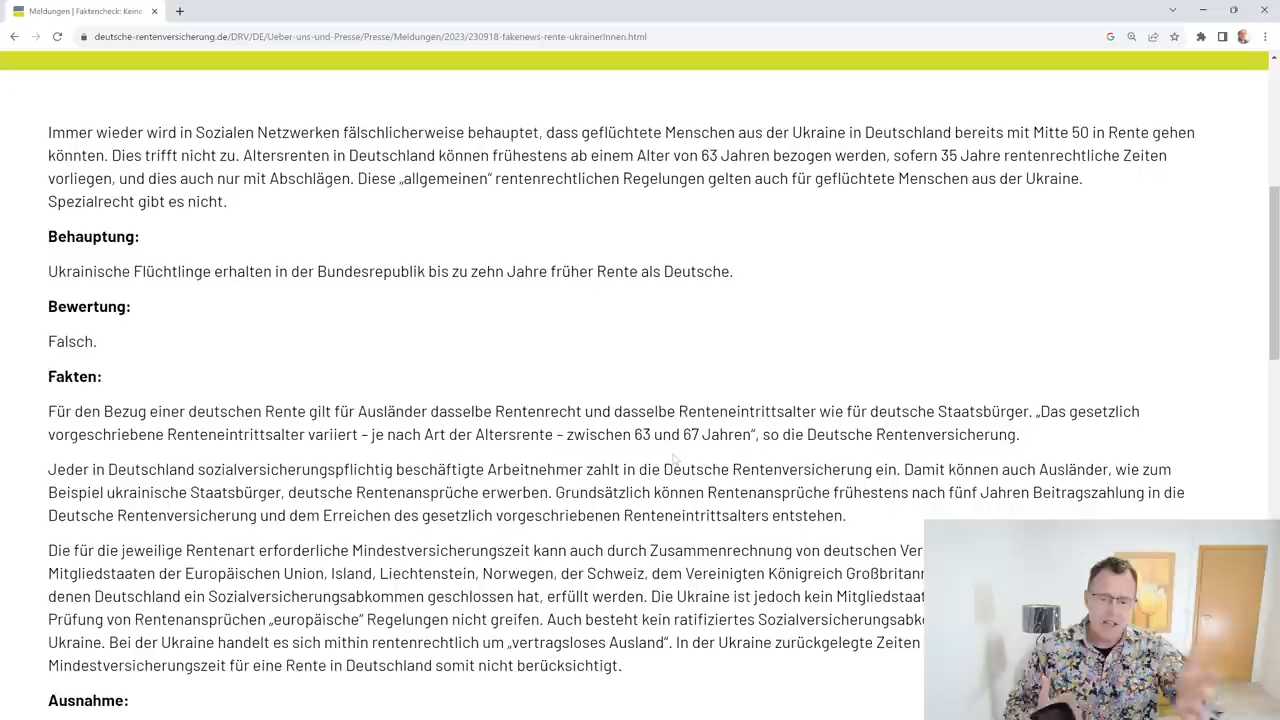 Meldungen | Faktencheck: Keine
deutsche-rentenversicherung.de/DRV/DE/Ueber-uns-und-Presse/Presse/Meldungen/2023/230918-fakenews-rente-ukrainerInnen.html
Immer wieder wird in Sozialen Netzwerken fälschlicherweise behauptet, dass geflüchtete Menschen aus der Ukraine in Deutschland bereits mit Mitte 50 in Rente gehen
könnten. Dies trifft nicht zu. Altersrenten in Deutschland können frühestens ab einem Alter von 63 Jahren bezogen werden, sofern 35 Jahre rentenrechtliche Zeiten
vorliegen, und dies auch nur mit Abschlägen. Diese „allgemeinen“ rentenrechtlichen Regelungen gelten auch für geflüchtete Menschen aus der Ukraine.
Spezialrecht gibt es nicht.
Behauptung:
Ukrainische Flüchtlinge erhalten in der Bundesrepublik bis zu zehn Jahre früher Rente als Deutsche.
Bewertung:
Falsch.
Fakten:
Für den Bezug einer deutschen Rente gilt für Ausländer dasselbe Rentenrecht und dasselbe Renteneintrittsalter wie für deutsche Staatsbürger. „Das gesetzlich
vorgeschriebene Renteneintrittsalter variiert – je nach Art der Altersrente – zwischen 63 und 67 Jahren“, so die Deutsche Rentenversicherung.
Jeder in Deutschland sozialversicherungspflichtig beschäftigte Arbeitnehmer zahlt in die Deutsche Rentenversicherung ein. Damit können auch Ausländer, wie zum
Beispiel ukrainische Staatsbürger, deutsche Rentenansprüche erwerben. Grundsätzlich können Rentenansprüche frühestens nach fünf Jahren Beitragszahlung in die
Deutsche Rentenversicherung und dem Erreichen des gesetzlich vorgeschriebenen Renteneintrittsalters entstehen.
Die für die jeweilige Rentenart erforderliche Mindestversicherungszeit kann auch durch Zusammenrechnung von deutschen Ver
Mitgliedstaaten der Europäischen Union, Island, Liechtenstein, Norwegen, der Schweiz, dem Vereinigten Königreich Großbritann
denen Deutschland ein Sozialversicherungsabkommen geschlossen hat, erfüllt werden. Die Ukraine ist jedoch kein Mitgliedstaat
Prüfung von Rentenansprüchen „europäische“ Regelungen nicht greifen. Auch besteht kein ratifiziertes Sozialversicherungsabko
Ukraine. Bei der Ukraine handelt es sich mithin rentenrechtlich um „vertragsloses Ausland“. In der Ukraine zurückgelegte Zeiten
Mindestversicherungszeit für eine Rente in Deutschland somit nicht berücksichtigt.
Ausnahme: